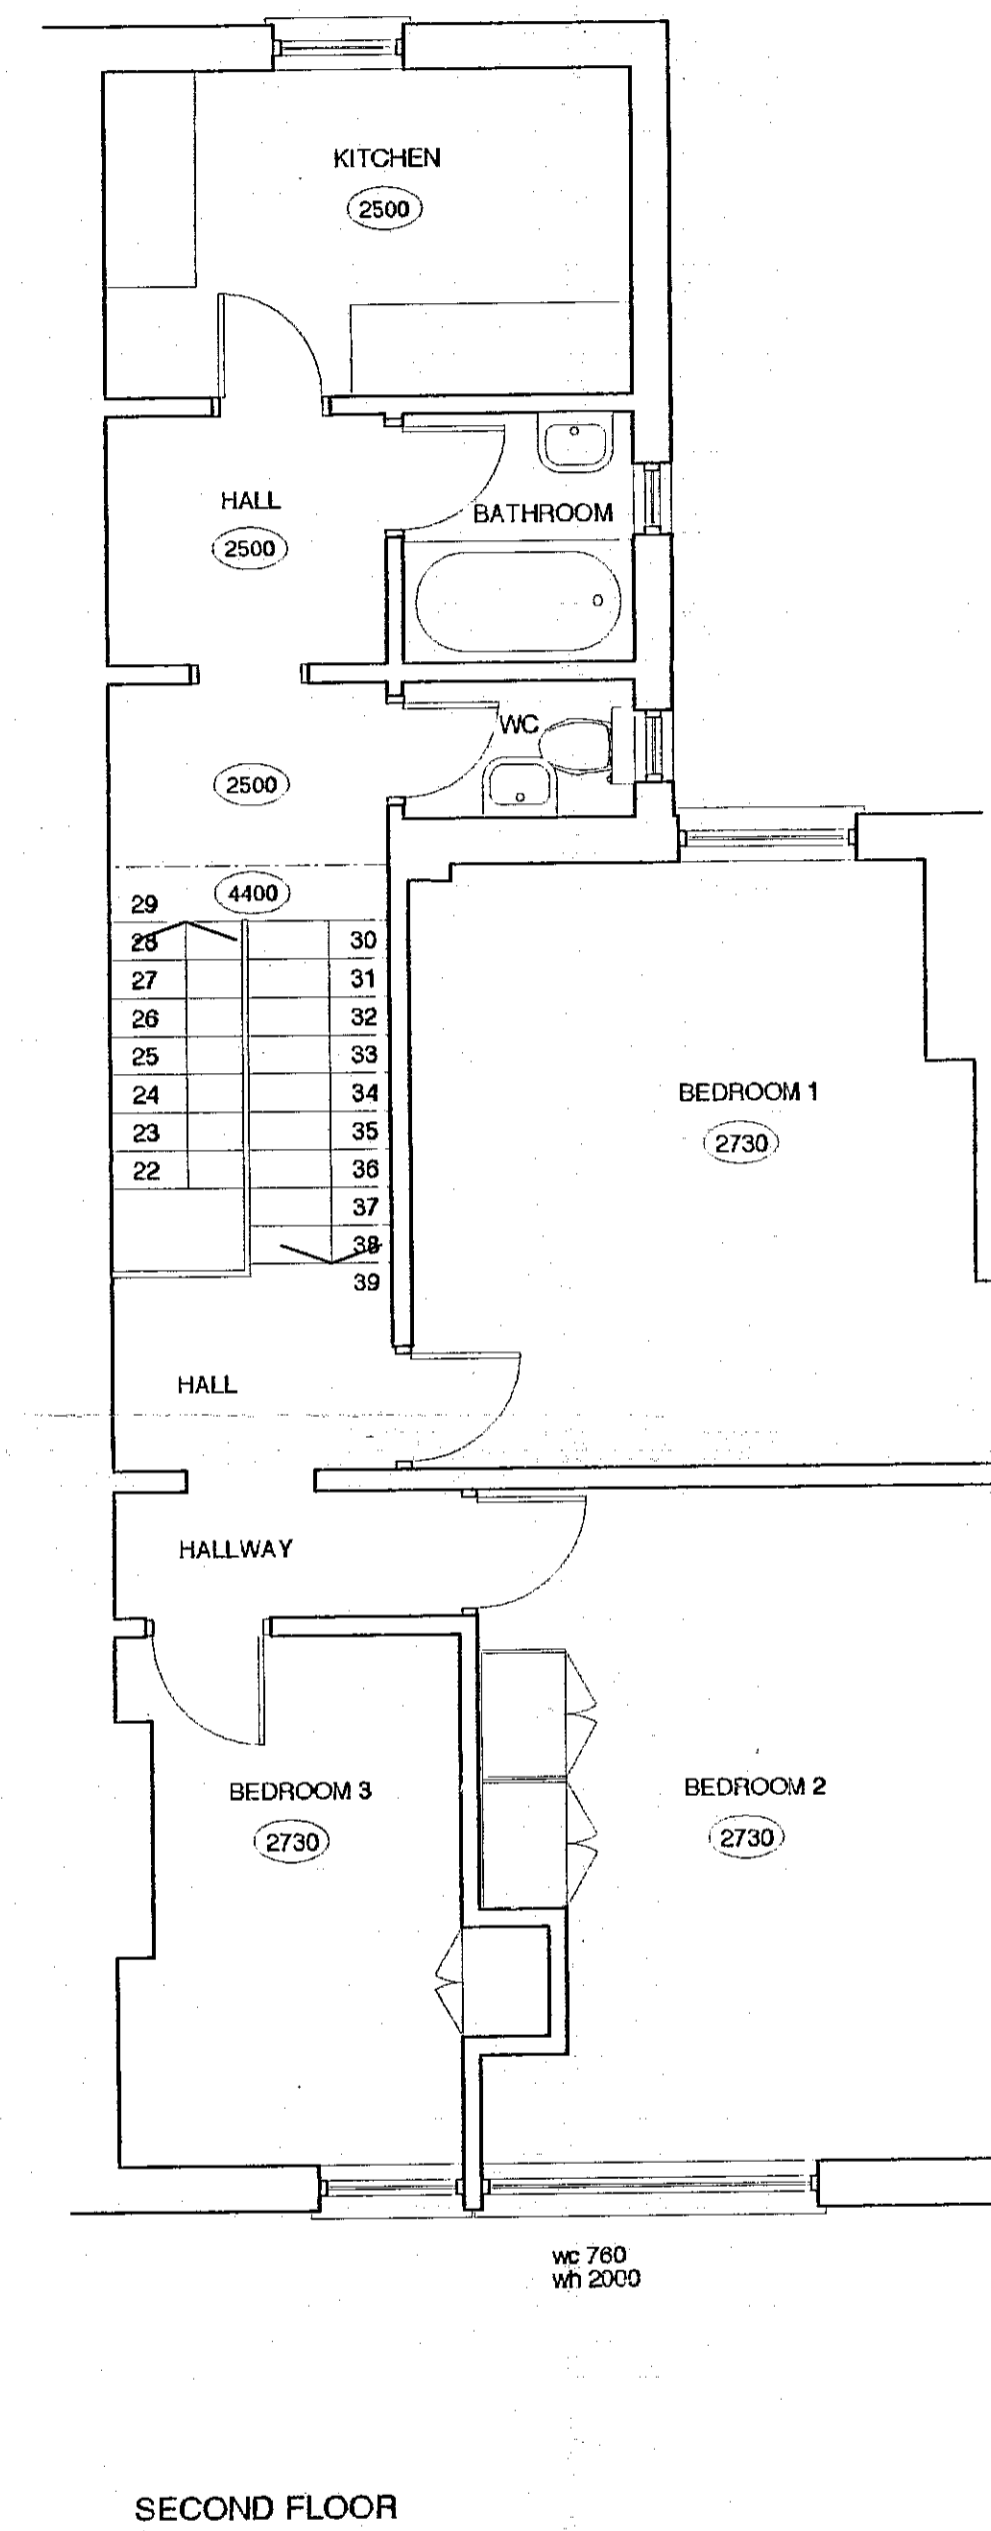 KITCHEN
2500
HALL
2500
BATHROOM
WC
2500
4400
29
28
27
26
25
24
23
22
30
31
32
33
34
35
36
37
38
39
BEDROOM 1
2730
HALL
HALLWAY
BEDROOM 3
2730
BEDROOM 2
2730
wc 760
wh 2000
SECOND FLOOR